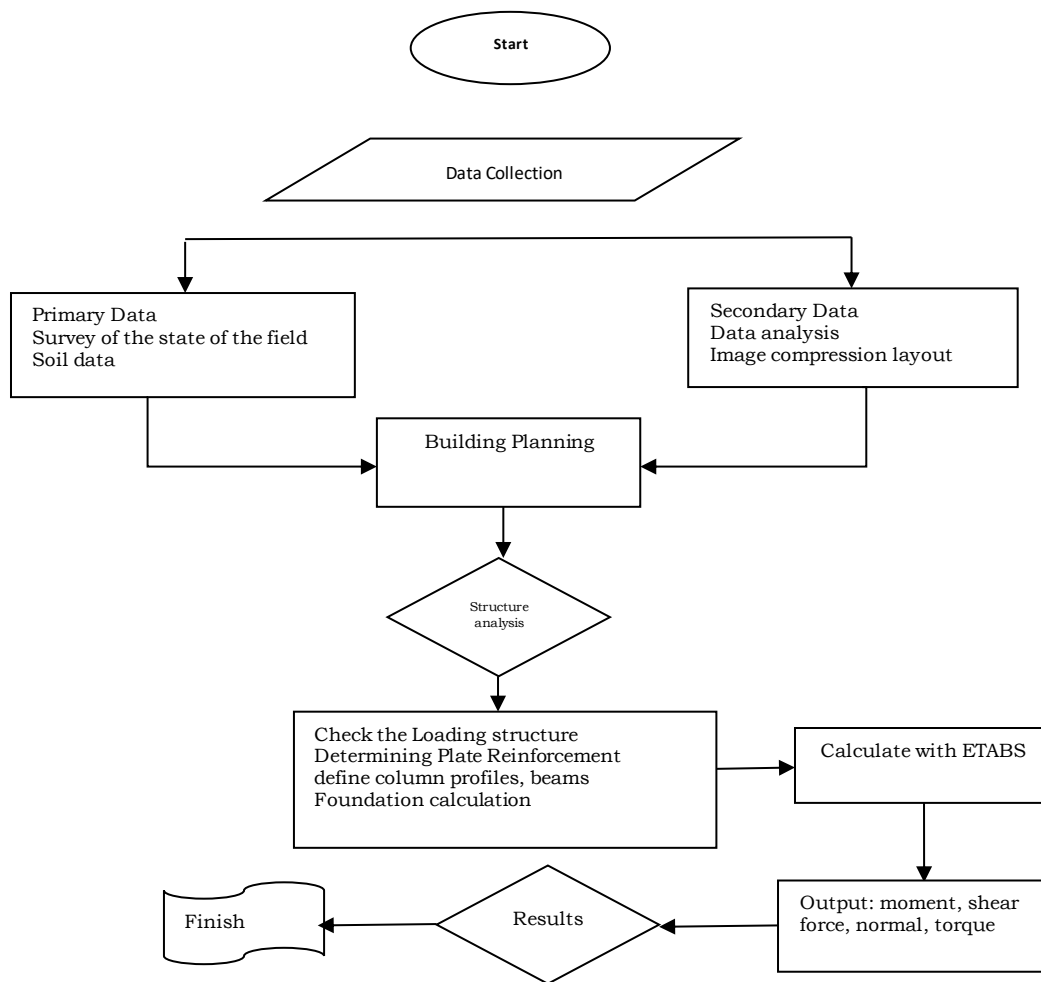 Start
Data Collection
Primary Data
Survey of the state of the field
Soil data
Secondary Data
Data analysis
Image compression layout
Building Planning
Structure
analysis
Check the Loading structure
Determining Plate Reinforcement
define column profiles, beams
Foundation calculation
Calculate with ETABS
Output: moment, shear
force, normal, torque
Results
Finish